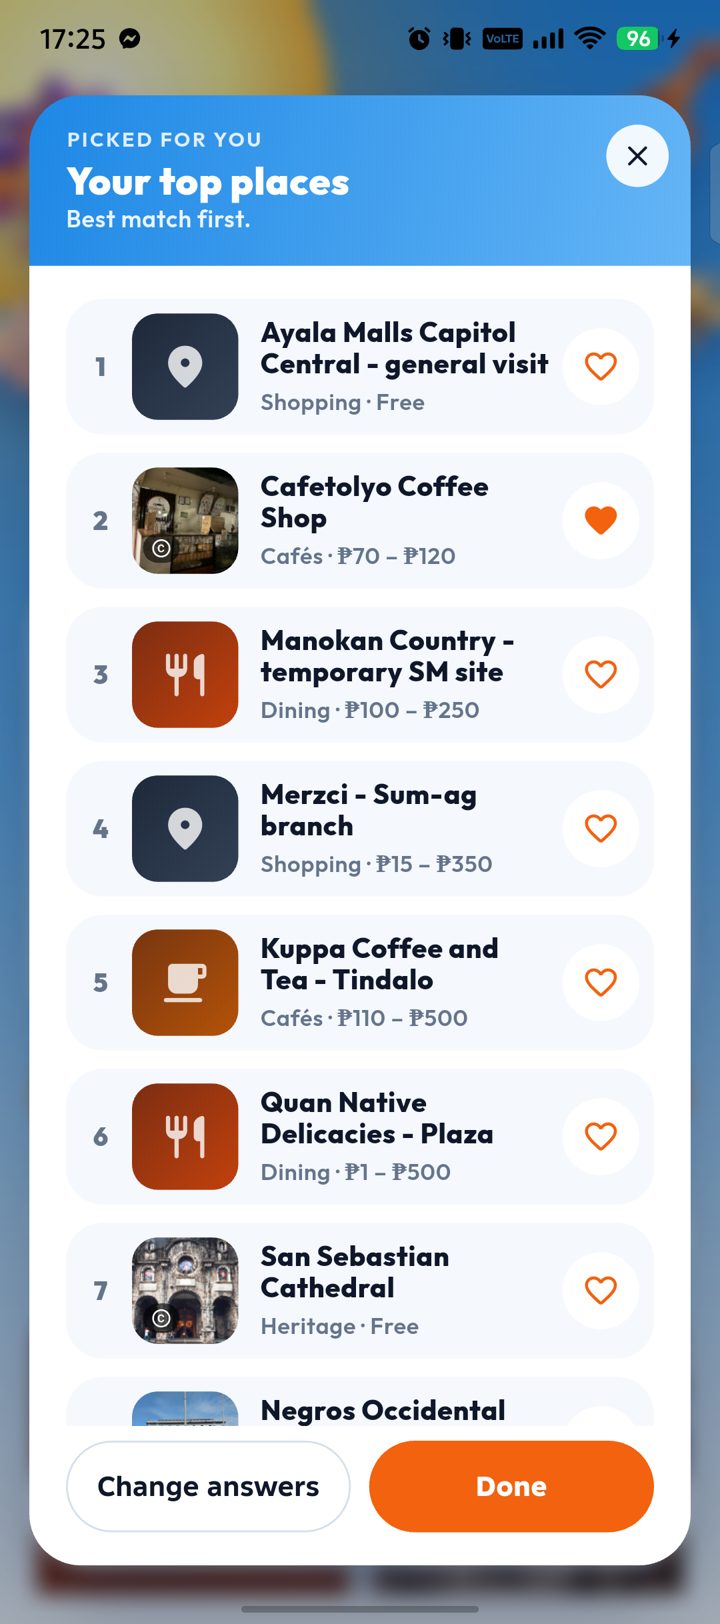 17:25
VoLTE
96
PICKED FOR YOU
Your top places
Best match first.
1
Ayala Malls Capitol
Central - general visit
Shopping · Free
2
Cafetolyo Coffee
Shop
Cafés · ₱70 – ₱120
©
3
Manokan Country -
temporary SM site
Dining · ₱100 – ₱250
4
Merzci - Sum-ag
branch
Shopping · ₱15 – ₱350
5
Kuppa Coffee and
Tea - Tindalo
Cafés · ₱110 – ₱500
6
Quan Native
Delicacies - Plaza
Dining · ₱1 – ₱500
7
San Sebastian
Cathedral
Heritage · Free
©
Negros Occidental
Change answers
Done